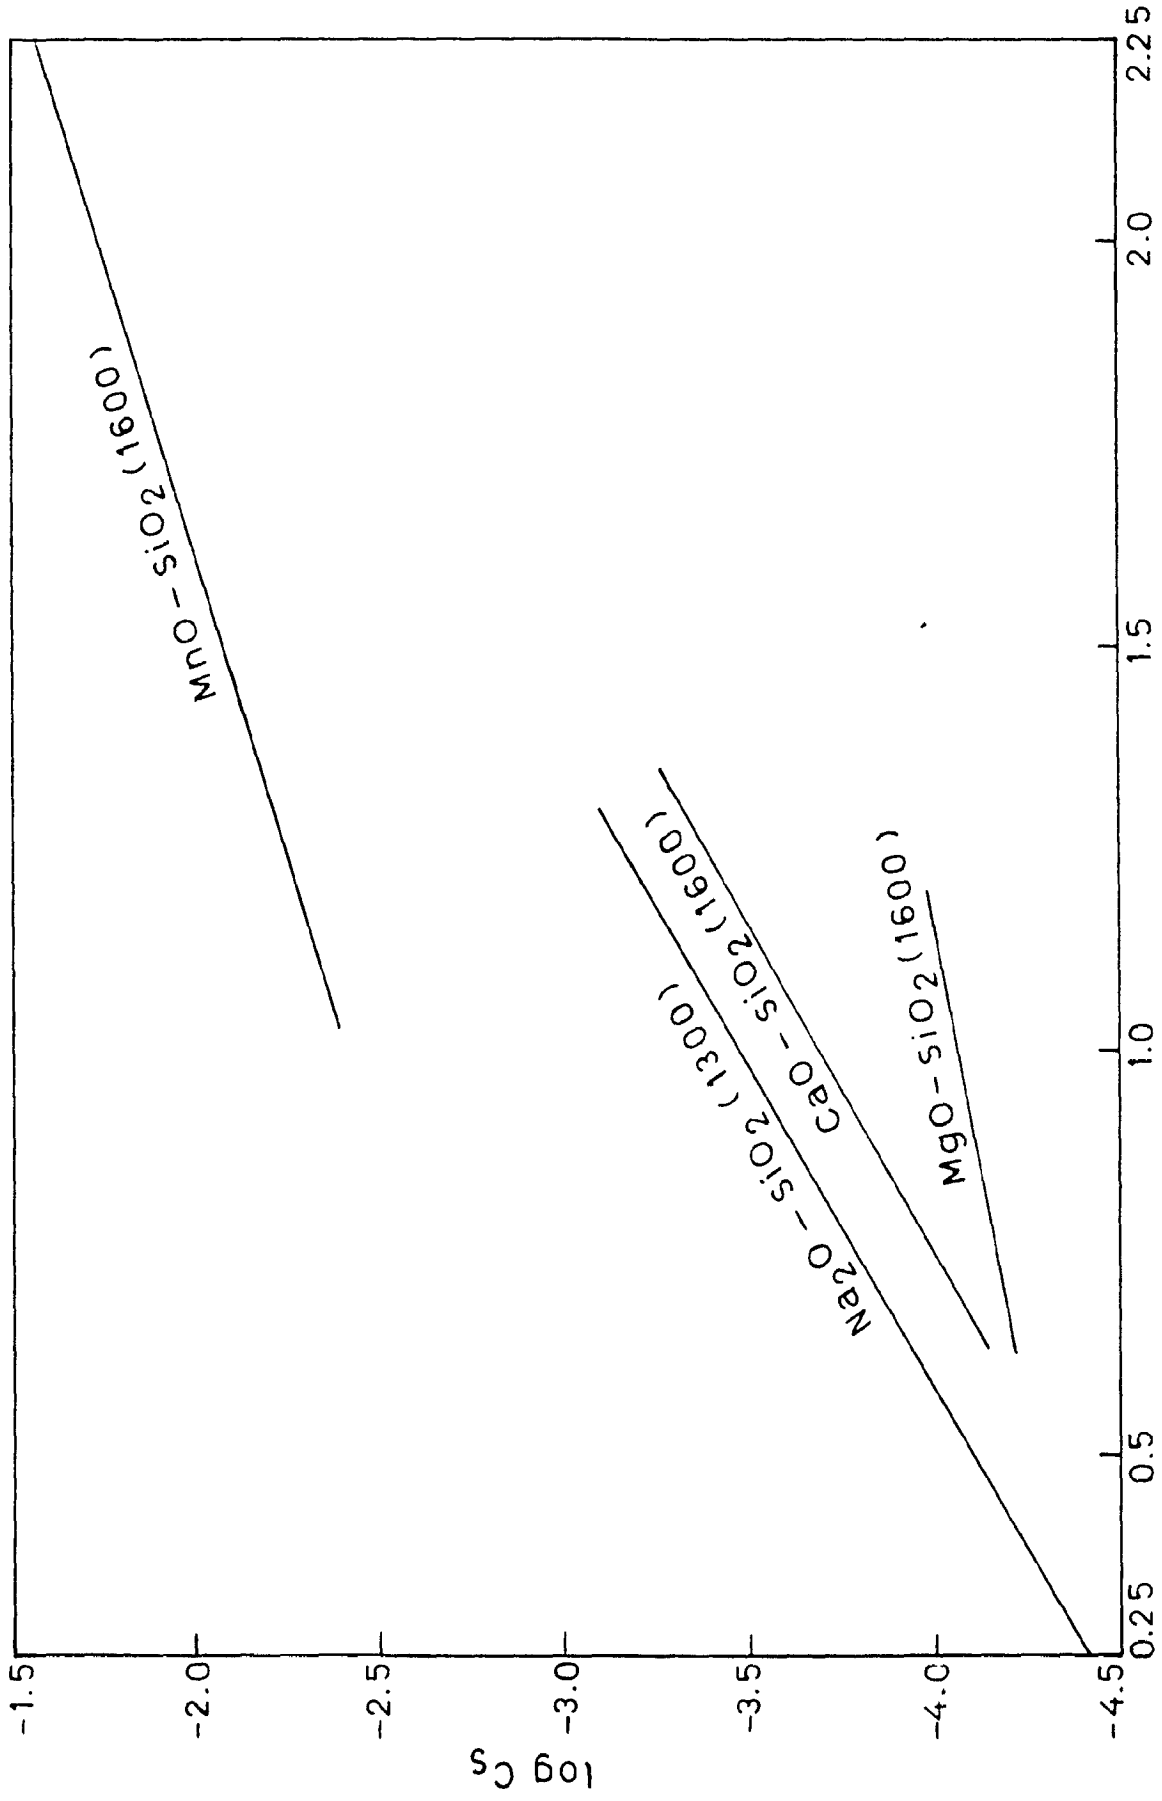 log Cs
-1.5
-2.0
-2.5
-3.0
-3.5
-4.0
-4.5
MnO - SiO2 (1600)
Na2O - SiO2 (1300)
CaO - SiO2 (1600)
MgO - SiO2 (1600)
0.25
0.5
1.0
1.5
2.0
2.25